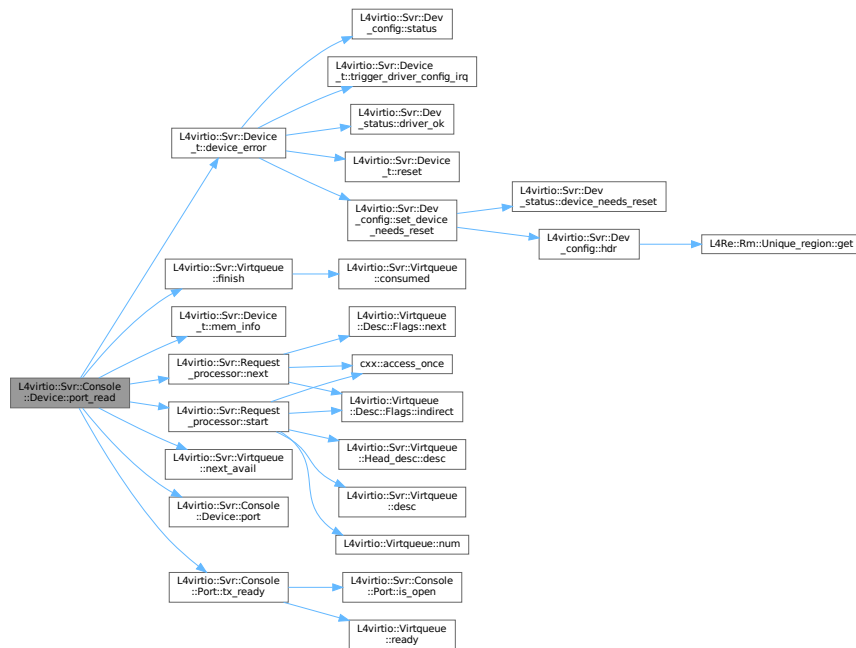 L4virtio::Svr::Dev
_config::status
L4virtio::Svr::Device
_t::trigger_driver_config_irq
L4virtio::Svr::Dev
_status::driver_ok
L4virtio::Svr::Device
_t::device_error
L4virtio::Svr::Device
_t::reset
L4virtio::Svr::Dev
_status::device_needs_reset
L4virtio::Svr::Dev
_config::set_device
_needs_reset
L4virtio::Svr::Dev
_config::hdr
L4Re::Rm::Unique_region::get
L4virtio::Svr::Virtqueue
::finish
L4virtio::Svr::Virtqueue
::consumed
L4virtio::Svr::Device
_t::mem_info
L4virtio::Virtqueue
::Desc::Flags::next
L4virtio::Svr::Request
_processor::next
cxx::access_once
L4virtio::Svr::Console
::Device::port_read
L4virtio::Svr::Request
_processor::start
L4virtio::Virtqueue
::Desc::Flags::indirect
L4virtio::Svr::Virtqueue
::next_avail
L4virtio::Svr::Virtqueue
::Head_desc::desc
L4virtio::Svr::Console
::Device::port
L4virtio::Svr::Virtqueue
::desc
L4virtio::Virtqueue::num
L4virtio::Svr::Console
::Port::tx_ready
L4virtio::Svr::Console
::Port::is_open
L4virtio::Virtqueue
::ready